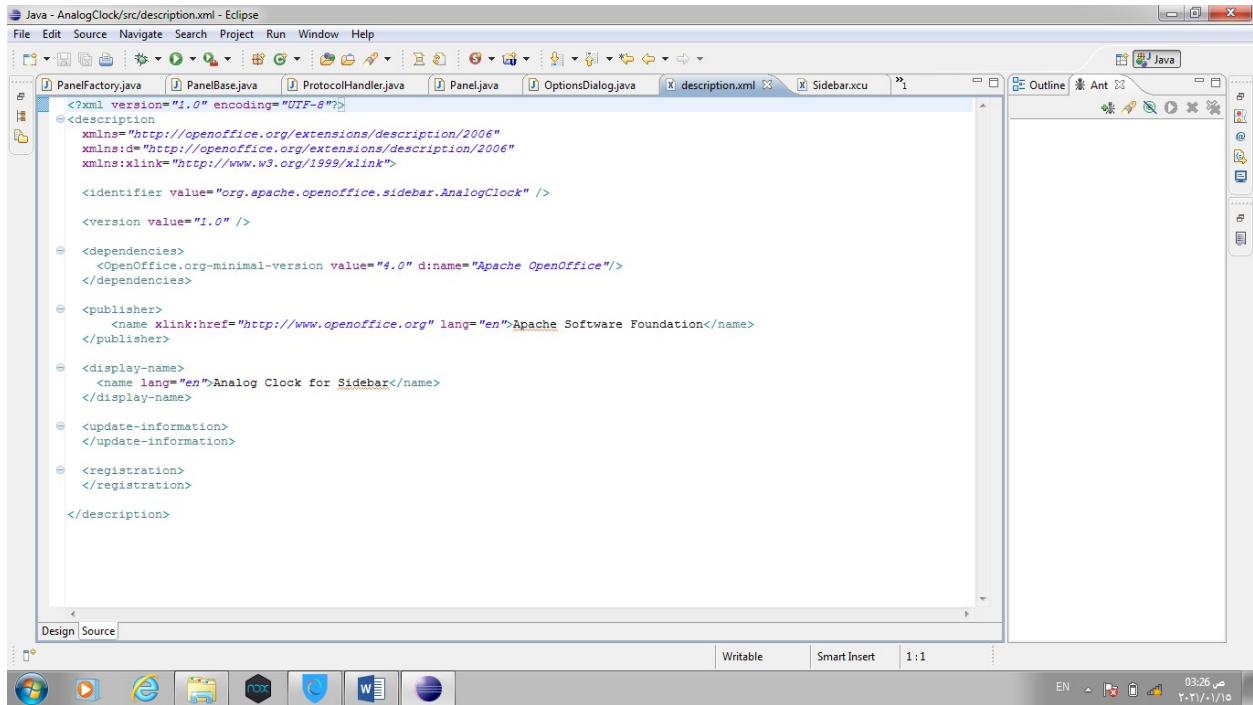 Java - AnalogClock/src/description.xml - Eclipse
File Edit Source Navigate Search Project Run Window Help
Java
PanelFactory.java PanelBase.java ProtocolHandler.java Panel.java OptionsDialog.java description.xml Sidebar.xcu »1 Outline Ant
<?xml version="1.0" encoding="UTF-8"?>
<description
xmlns="http://openoffice.org/extensions/description/2006"
xmlns:d="http://openoffice.org/extensions/description/2006"
xmlns:xlink="http://www.w3.org/1999/xlink">
<identifier value="org.apache.openoffice.sidebar.AnalogClock" />
<version value="1.0" />
<dependencies>
<OpenOffice.org-minimal-version value="4.0" d:name="Apache OpenOffice"/>
</dependencies>
<publisher>
<name xlink:href="http://www.openoffice.org" lang="en">Apache Software Foundation</name>
</publisher>
<display-name>
<name lang="en">Analog Clock for Sidebar</name>
</display-name>
<update-information>
</update-information>
<registration>
</registration>
</description>
Design Source
Writable Smart Insert 1 : 1
nox W EN 03:26 ص
٢٠٢١/٠١/١٥